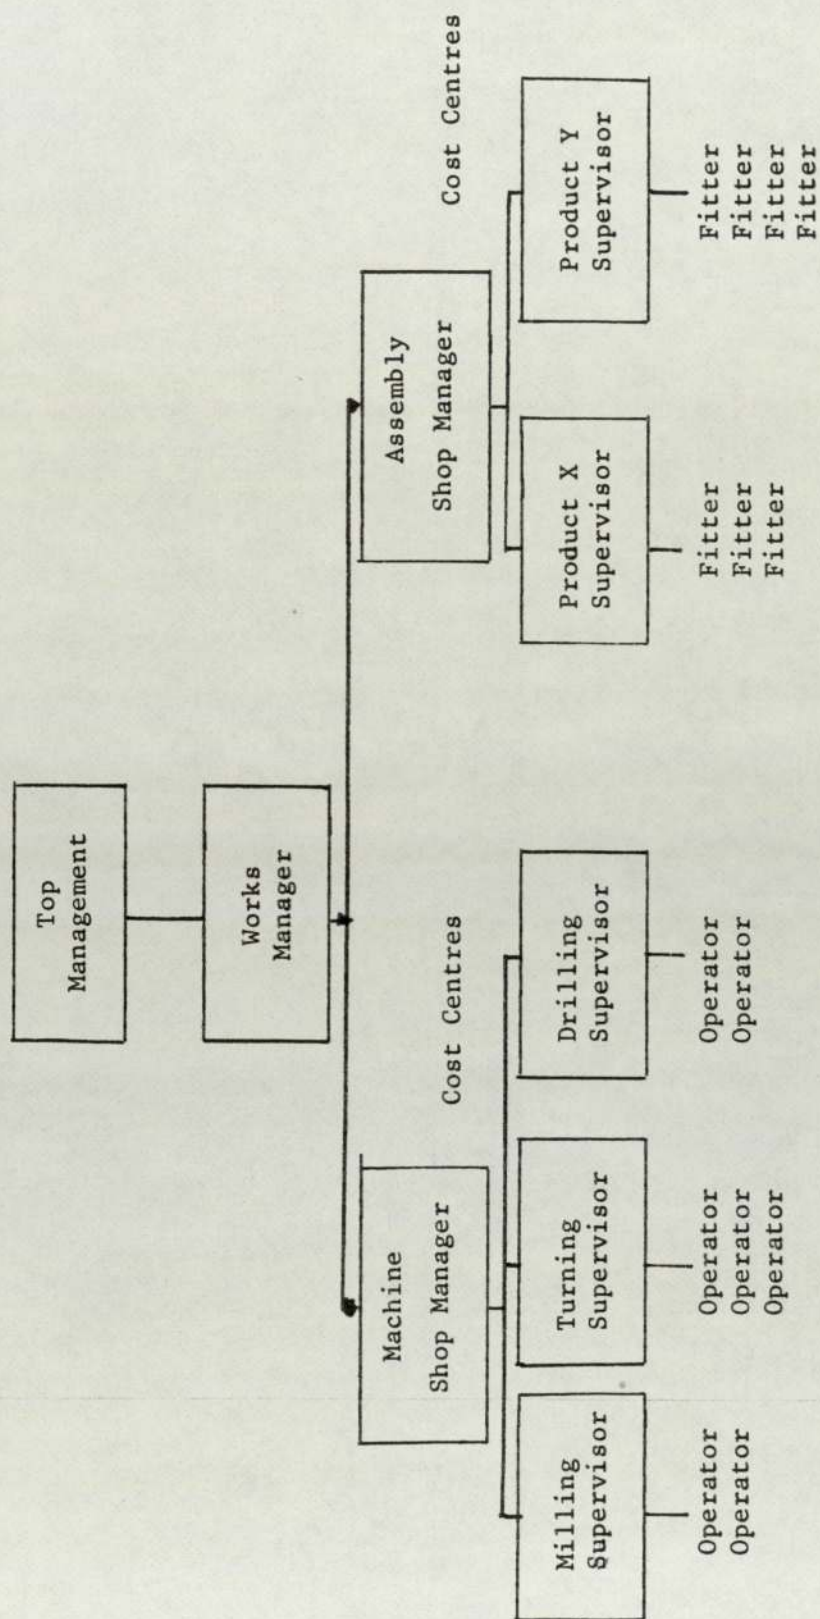 Top
Management
Works
Manager
Machine
Shop Manager
Cost Centres
Assembly
Shop Manager
Cost Centres
Milling
Supervisor
Turning
Supervisor
Drilling
Supervisor
Product X
Supervisor
Product Y
Supervisor
Operator
Operator
Operator
Operator
Operator
Operator
Operator
Fitter
Fitter
Fitter
Fitter
Fitter
Fitter
Fitter